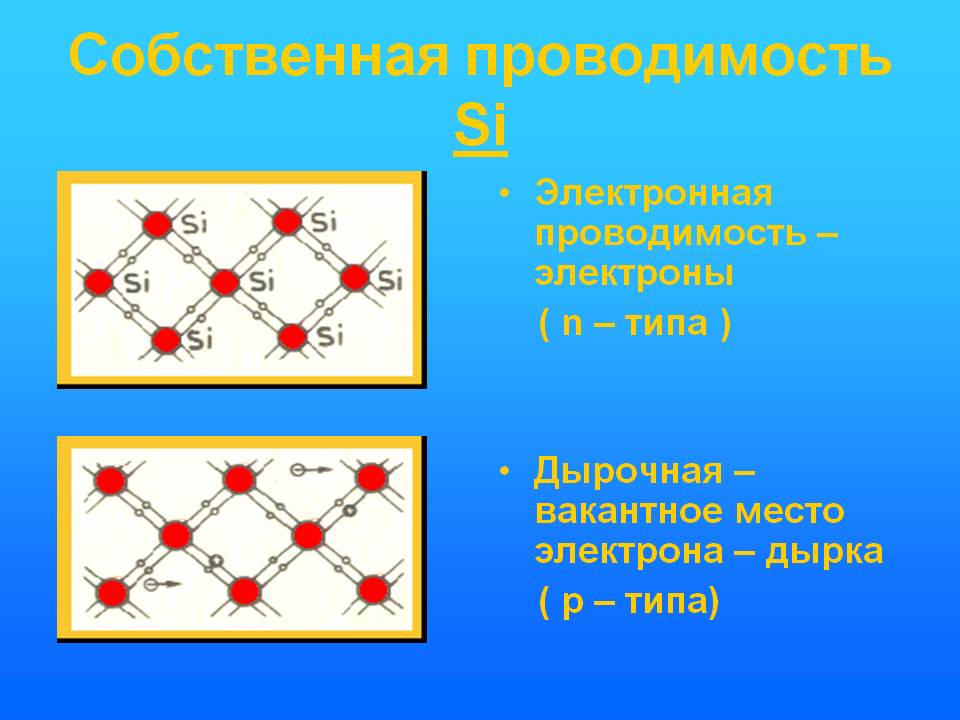 Собственная проводимость
Si
Si
Si
Si
Si
Si
Si
Si
• Электронная
проводимость –
электроны
( n – типа )
• Дырочная –
вакантное место
электрона – дырка
( p – типа)